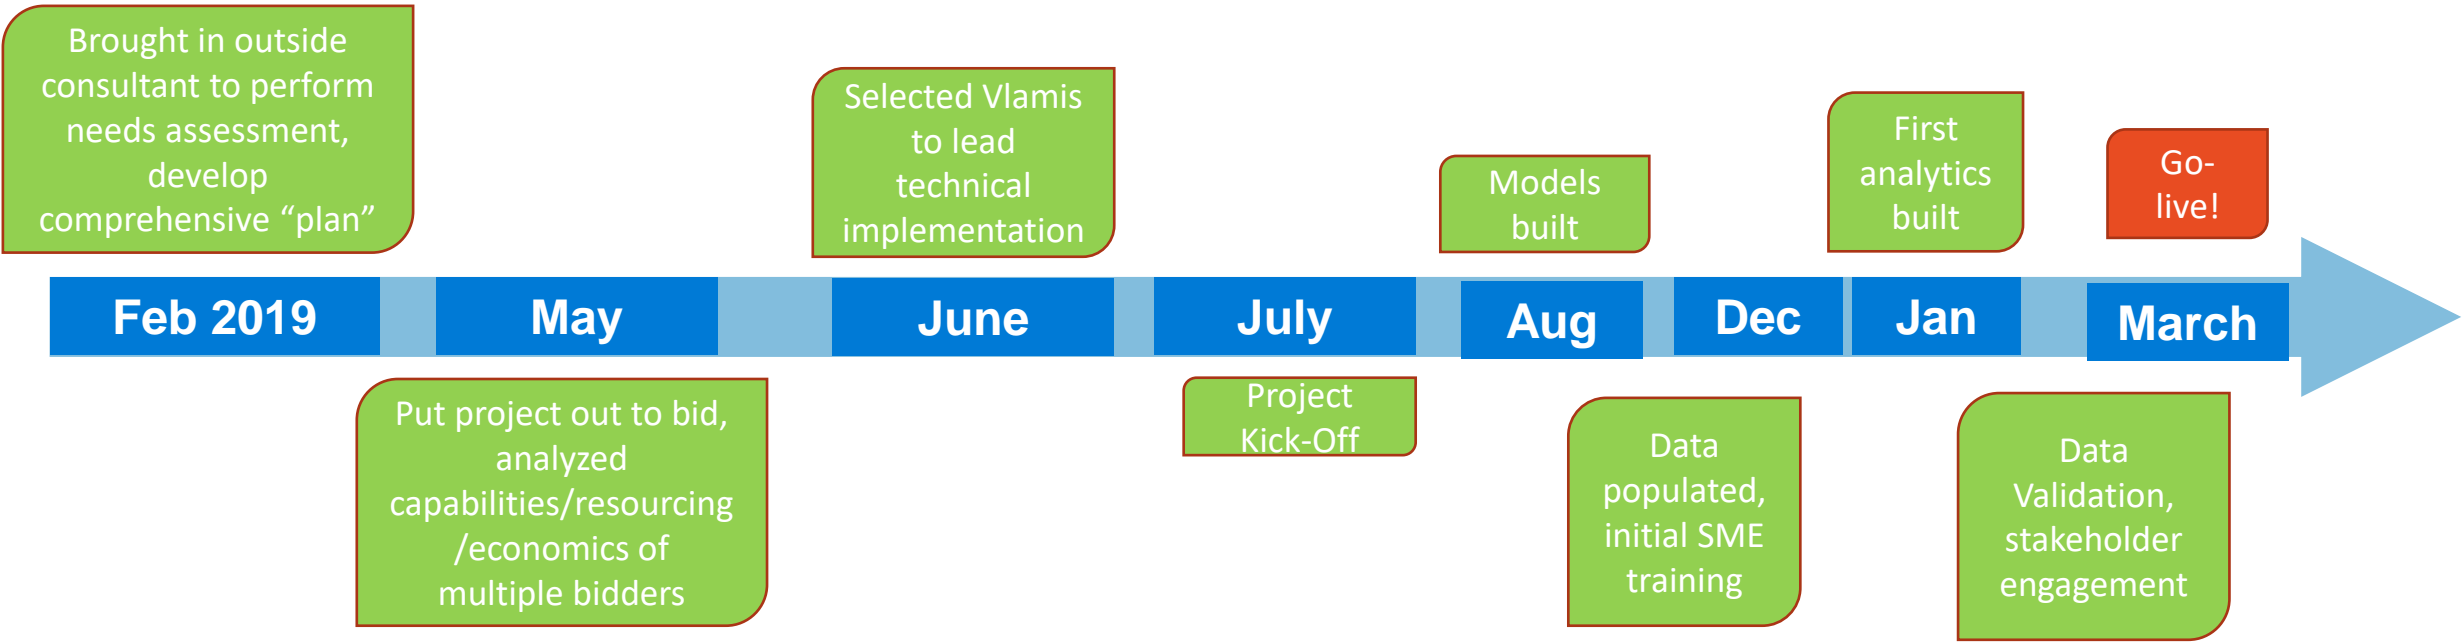 Brought in outside
consultant to perform
needs assessment,
develop
comprehensive “plan”
Selected Vlamis
to lead
technical
implementation
Models
built
First
analytics
built
Go-
live!
Feb 2019
May
June
July
Aug
Dec
Jan
March
Put project out to bid,
analyzed
capabilities/resourcing
/economics of
multiple bidders
Project
Kick-Off
Data
populated,
initial SME
training
Data
Validation,
stakeholder
engagement